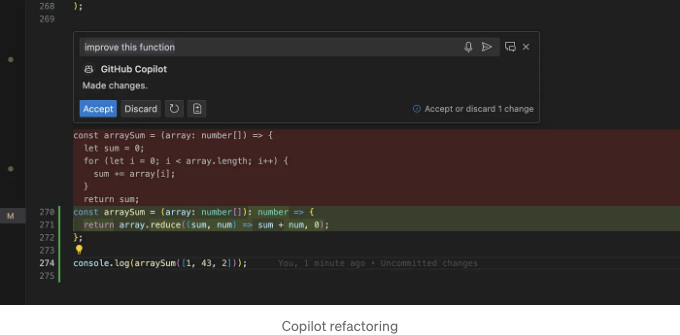 268 );
269
improve this function
GitHub Copilot
Made changes.
Accept Discard Accept or discard 1 change
const arraySum = (array: number[]) => {
let sum = 0;
for (let i = 0; i < array.length; i++) {
sum += array[i];
}
return sum;
M 270 const arraySum = (array: number[]): number => {
271 return array.reduce((sum, num) => sum + num, 0);
272 };
273
274 console.log(arraySum([1, 43, 2])); You, 1 minute ago • Uncommitted changes
275
Copilot refactoring